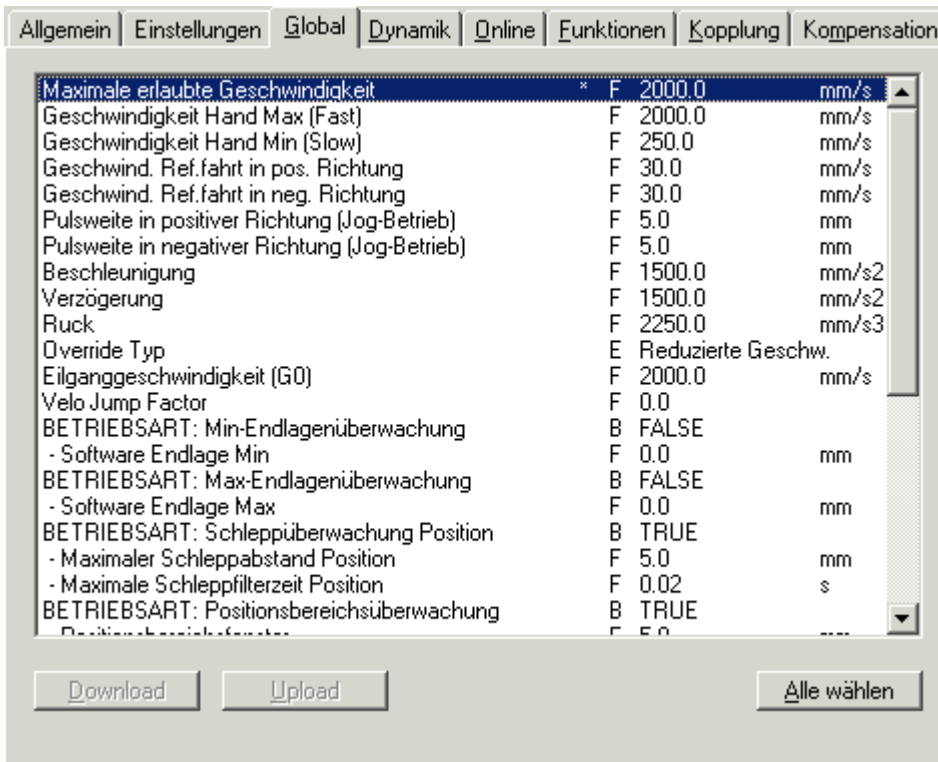 Allgemein Einstellungen Global Dynamik Online Funktionen Kopplung Kompensation
Maximale erlaubte Geschwindigkeit * F 2000.0 mm/s
Geschwindigkeit Hand Max (Fast) F 2000.0 mm/s
Geschwindigkeit Hand Min (Slow) F 250.0 mm/s
Geschwind. Ref.fahrt in pos. Richtung F 30.0 mm/s
Geschwind. Ref.fahrt in neg. Richtung F 30.0 mm/s
Pulsweite in positiver Richtung (Jog-Betrieb) F 5.0 mm
Pulsweite in negativer Richtung (Jog-Betrieb) F 5.0 mm
Beschleunigung F 1500.0 mm/s2
Verzögerung F 1500.0 mm/s2
Ruck F 2250.0 mm/s3
Override Typ E Reduzierte Geschw.
Eilganggeschwindigkeit (G0) F 2000.0 mm/s
Velo Jump Factor F 0.0
BETRIEBSART: Min-Endlagenüberwachung B FALSE
- Software Endlage Min F 0.0 mm
BETRIEBSART: Max-Endlagenüberwachung B FALSE
- Software Endlage Max F 0.0 mm
BETRIEBSART: Schleppüberwachung Position B TRUE
- Maximaler Schleppabstand Position F 5.0 mm
- Maximale Schleppfilterzeit Position F 0.02 s
BETRIEBSART: Positionsbereichsüberwachung B TRUE
- Positionsbereichsfenster F 5.0 mm
Download Upload Alle wählen